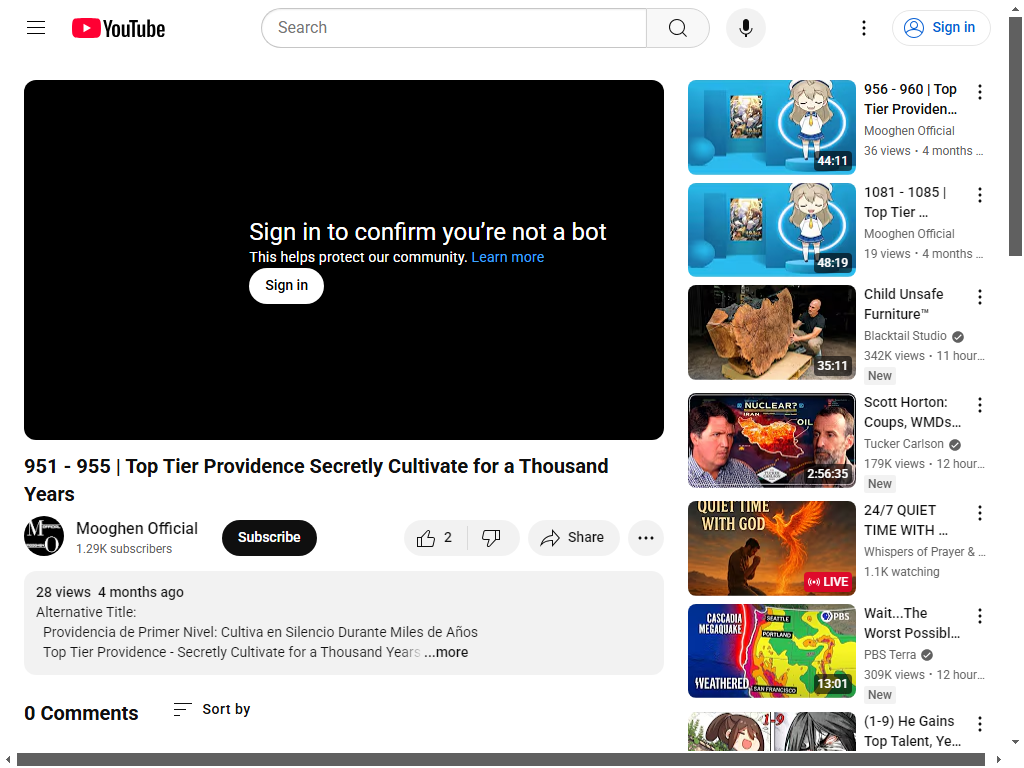 YouTube
Search
Sign in
Sign in to confirm you’re not a bot
This helps protect our community. Learn more
Sign in
951 - 955 | Top Tier Providence Secretly Cultivate for a Thousand
Years
Mooghen Official
1.29K subscribers
Subscribe
2
Share
28 views 4 months ago
Alternative Title:
Providencia de Primer Nivel: Cultiva en Silencio Durante Miles de Años
Top Tier Providence - Secretly Cultivate for a Thousand Years ...more
0 Comments
Sort by
44:11
956 - 960 | Top
Tier Providen...
Mooghen Official
36 views • 4 months ...
48:19
1081 - 1085 |
Top Tier ...
Mooghen Official
19 views • 4 months ...
35:11
Child Unsafe
Furniture™
Blacktail Studio
342K views • 11 hour...
New
NUCLEAR?
IRAN
OIL
2:56:35
Scott Horton:
Coups, WMDs...
Tucker Carlson
179K views • 12 hour...
New
QUIET TIME
WITH GOD
LIVE
24/7 QUIET
TIME WITH ...
Whispers of Prayer & ...
1.1K watching
CASCADIA
MEGAQUAKE
SEATTLE
PORTLAND
PBS
WEATHERED
SAN FRANCISCO
13:01
Wait...The
Worst Possibl...
PBS Terra
309K views • 12 hour...
New
1-9
(1-9) He Gains
Top Talent, Ye...